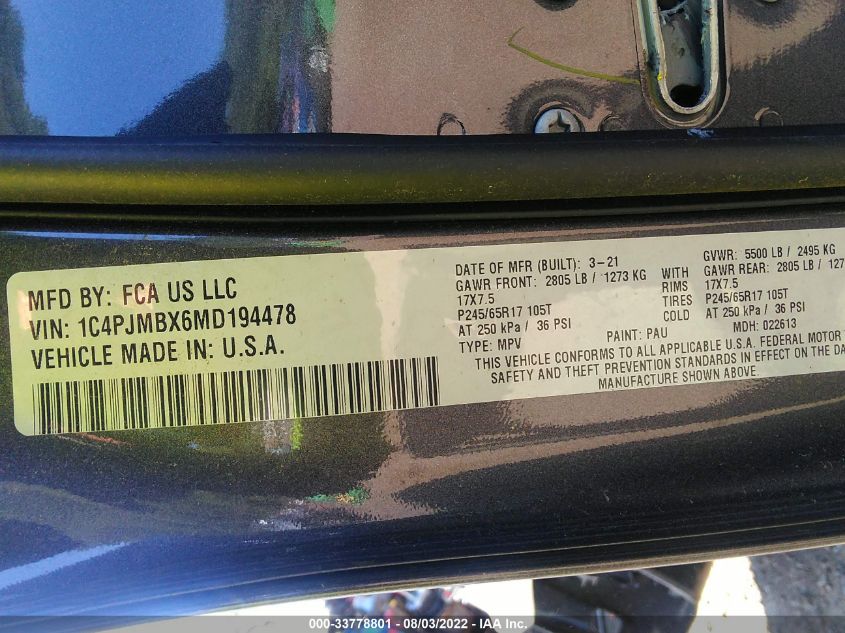 MFD BY: FCA US LLC
VIN: 1C4PJMBX6MD194478
VEHICLE MADE IN: U.S.A.
DATE OF MFR (BUILT): 3-21 GVWR: 5500 LB / 2495 KG
GAWR FRONT: 2805 LB / 1273 KG WITH GAWR REAR: 2805 LB / 127
17X7.5 RIMS 17X7.5
P245/65R17 105T TIRES P245/65R17 105T
AT 250 kPa / 36 PSI COLD AT 250 kPa / 36 PSI
TYPE: MPV PAINT: PAU MDH: 022613
THIS VEHICLE CONFORMS TO ALL APPLICABLE U.S.A. FEDERAL MOTOR
SAFETY AND THEFT PREVENTION STANDARDS IN EFFECT ON THE DA
MANUFACTURE SHOWN ABOVE.
000-33778801 - 08/03/2022 - IAA Inc.